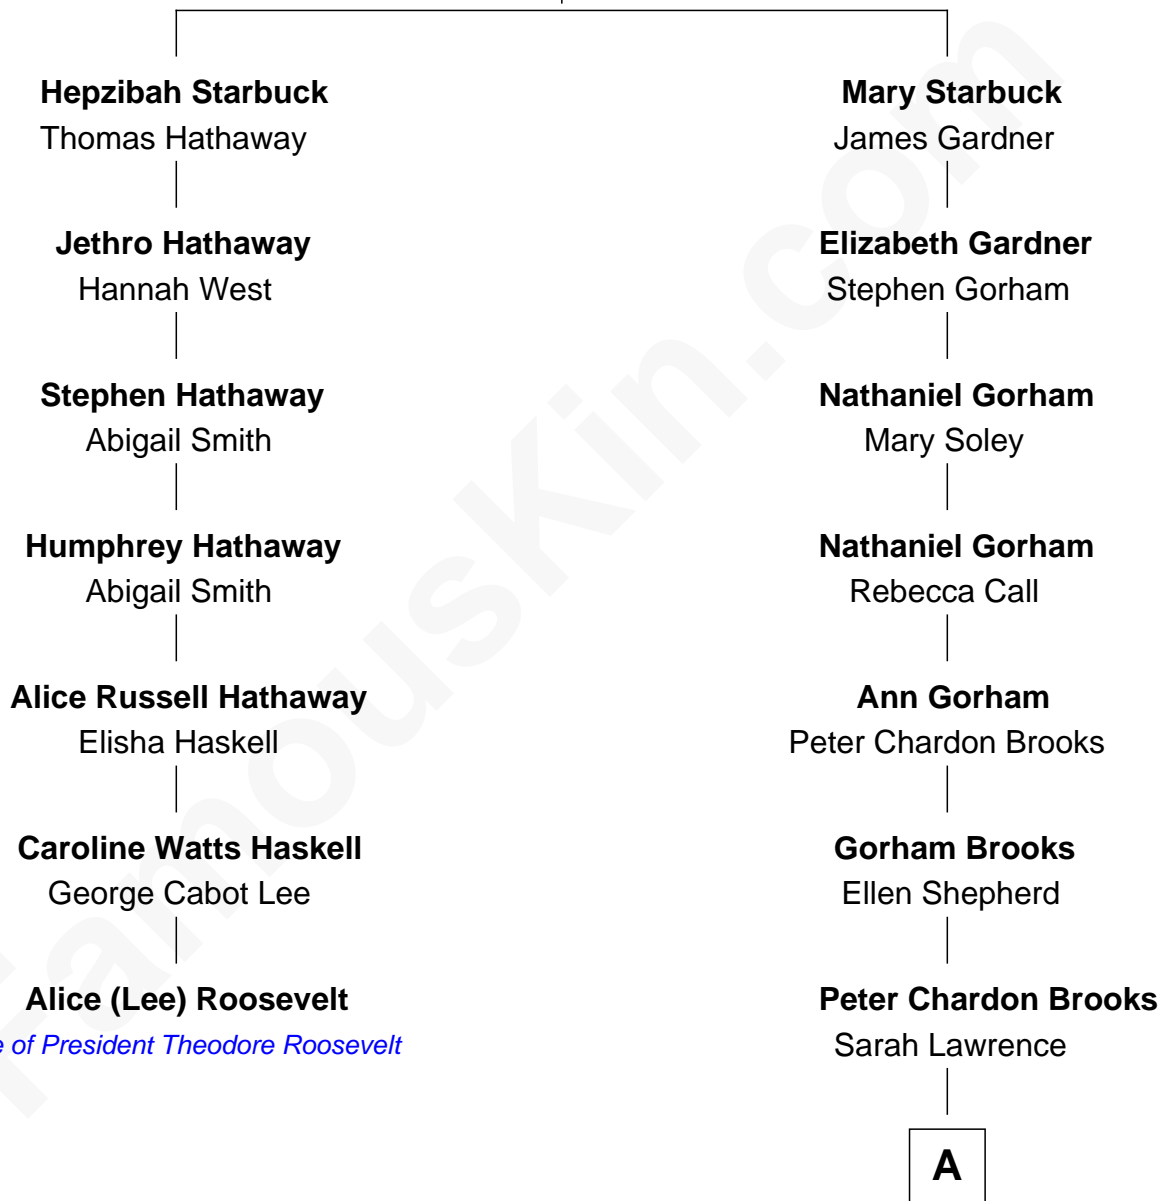 Hepzibah Starbuck
Thomas Hathaway
Mary Starbuck
James Gardner
Jethro Hathaway
Hannah West
Elizabeth Gardner
Stephen Gorham
Stephen Hathaway
Abigail Smith
Nathaniel Gorham
Mary Soley
Humphrey Hathaway
Abigail Smith
Nathaniel Gorham
Rebecca Call
Alice Russell Hathaway
Elisha Haskell
Ann Gorham
Peter Chardon Brooks
Caroline Watts Haskell
George Cabot Lee
Gorham Brooks
Ellen Shepherd
Alice (Lee) Roosevelt
of President Theodore Roosevelt
Peter Chardon Brooks
Sarah Lawrence
A
FamousKin.com